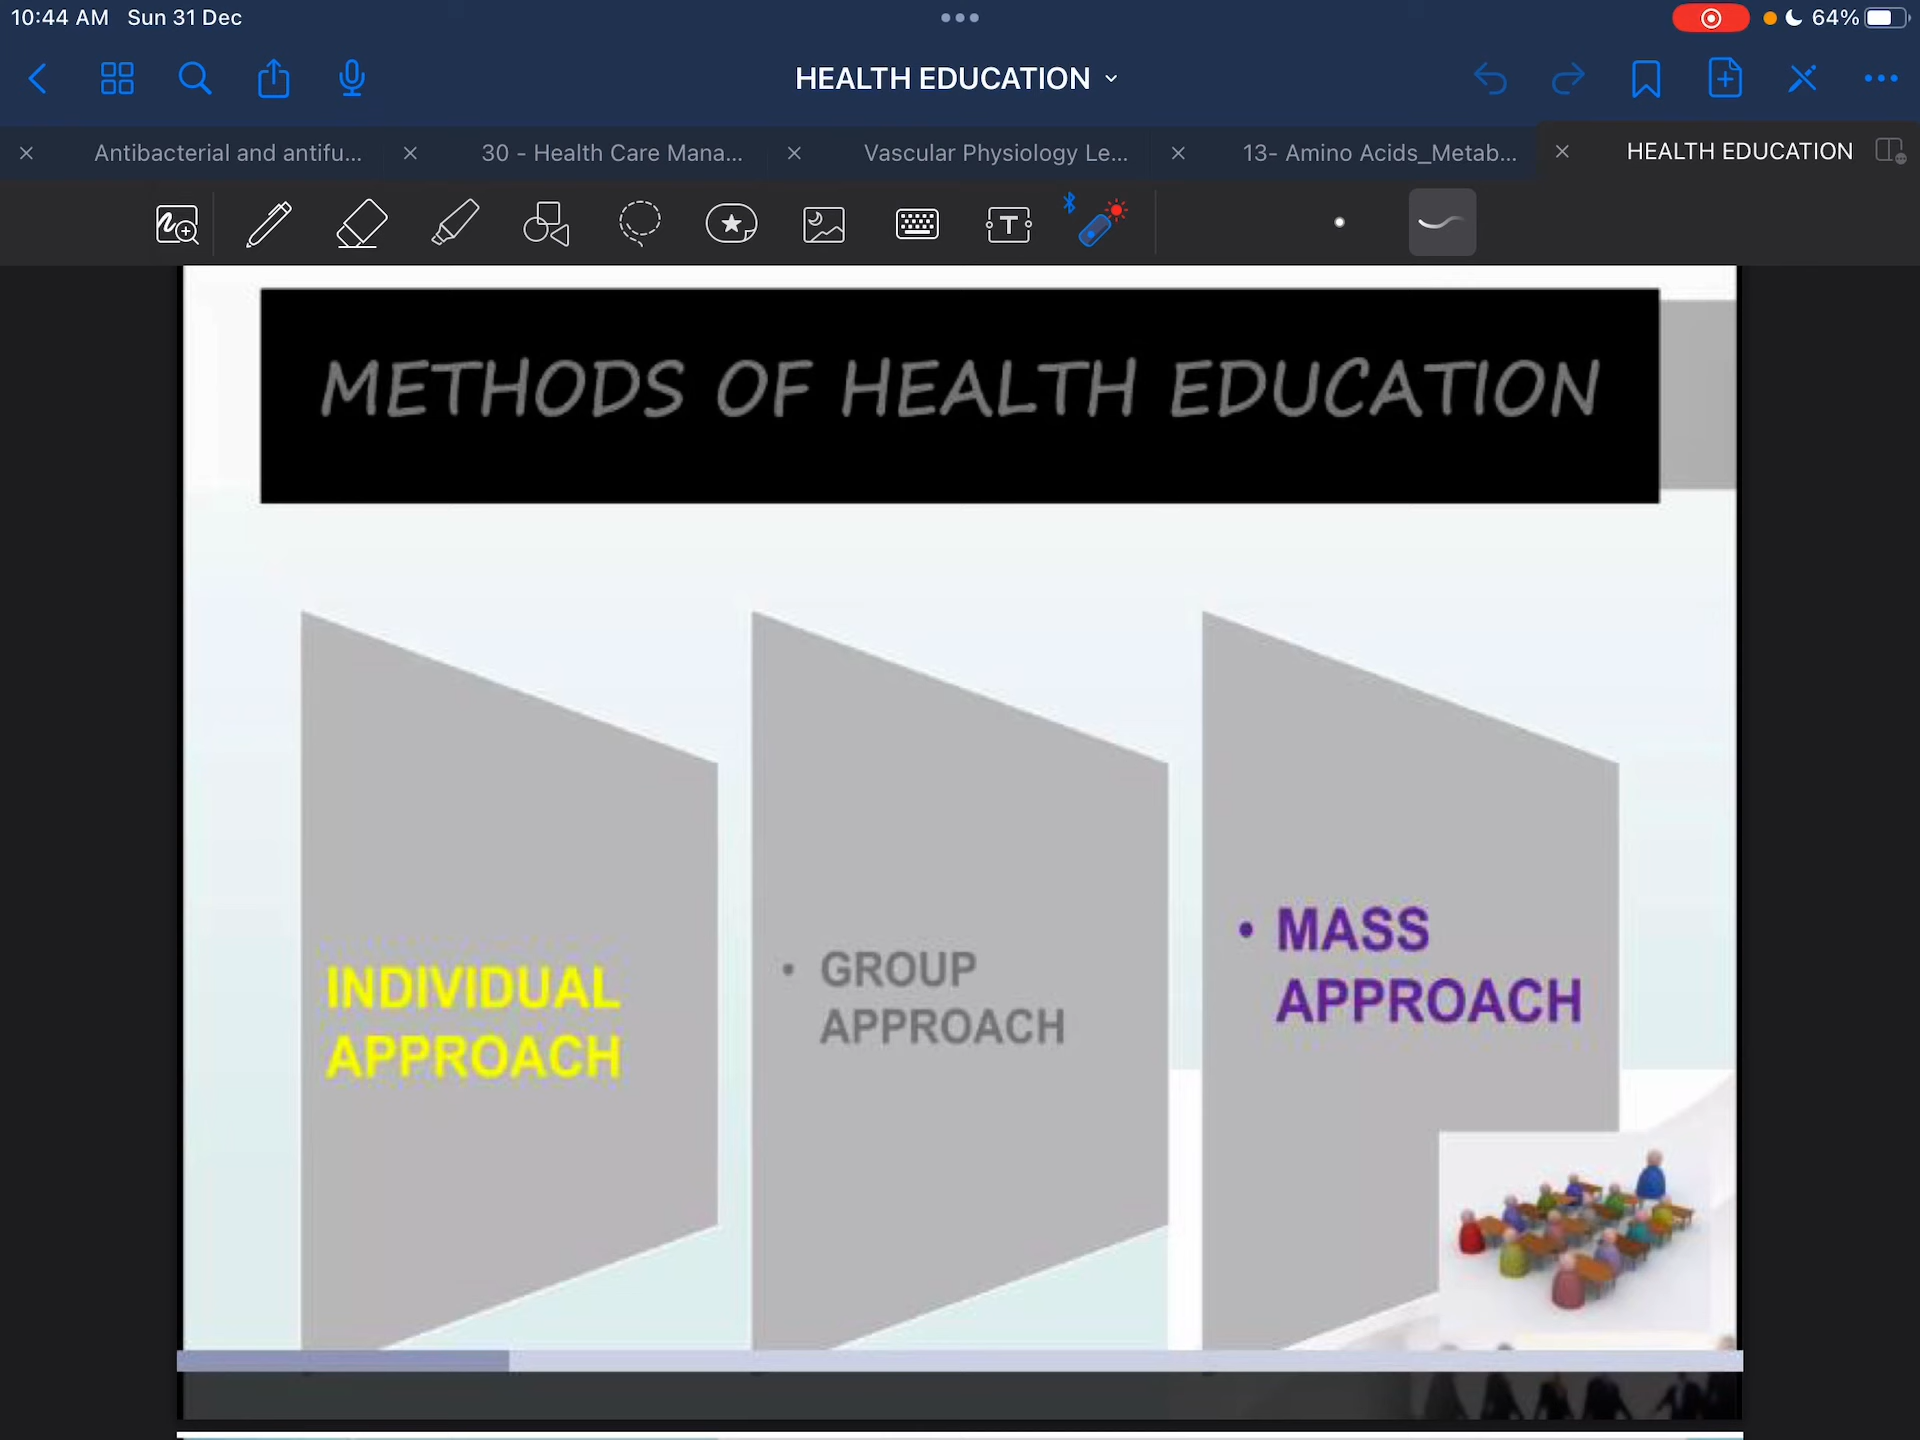 10:44 AM Sun 31 Dec
64%
HEALTH EDUCATION
Antibacterial and antifu...
30 - Health Care Mana...
Vascular Physiology Le...
13- Amino Acids_Metab...
HEALTH EDUCATION
T
METHODS OF HEALTH EDUCATION
INDIVIDUAL
APPROACH
• GROUP
APPROACH
• MASS
APPROACH